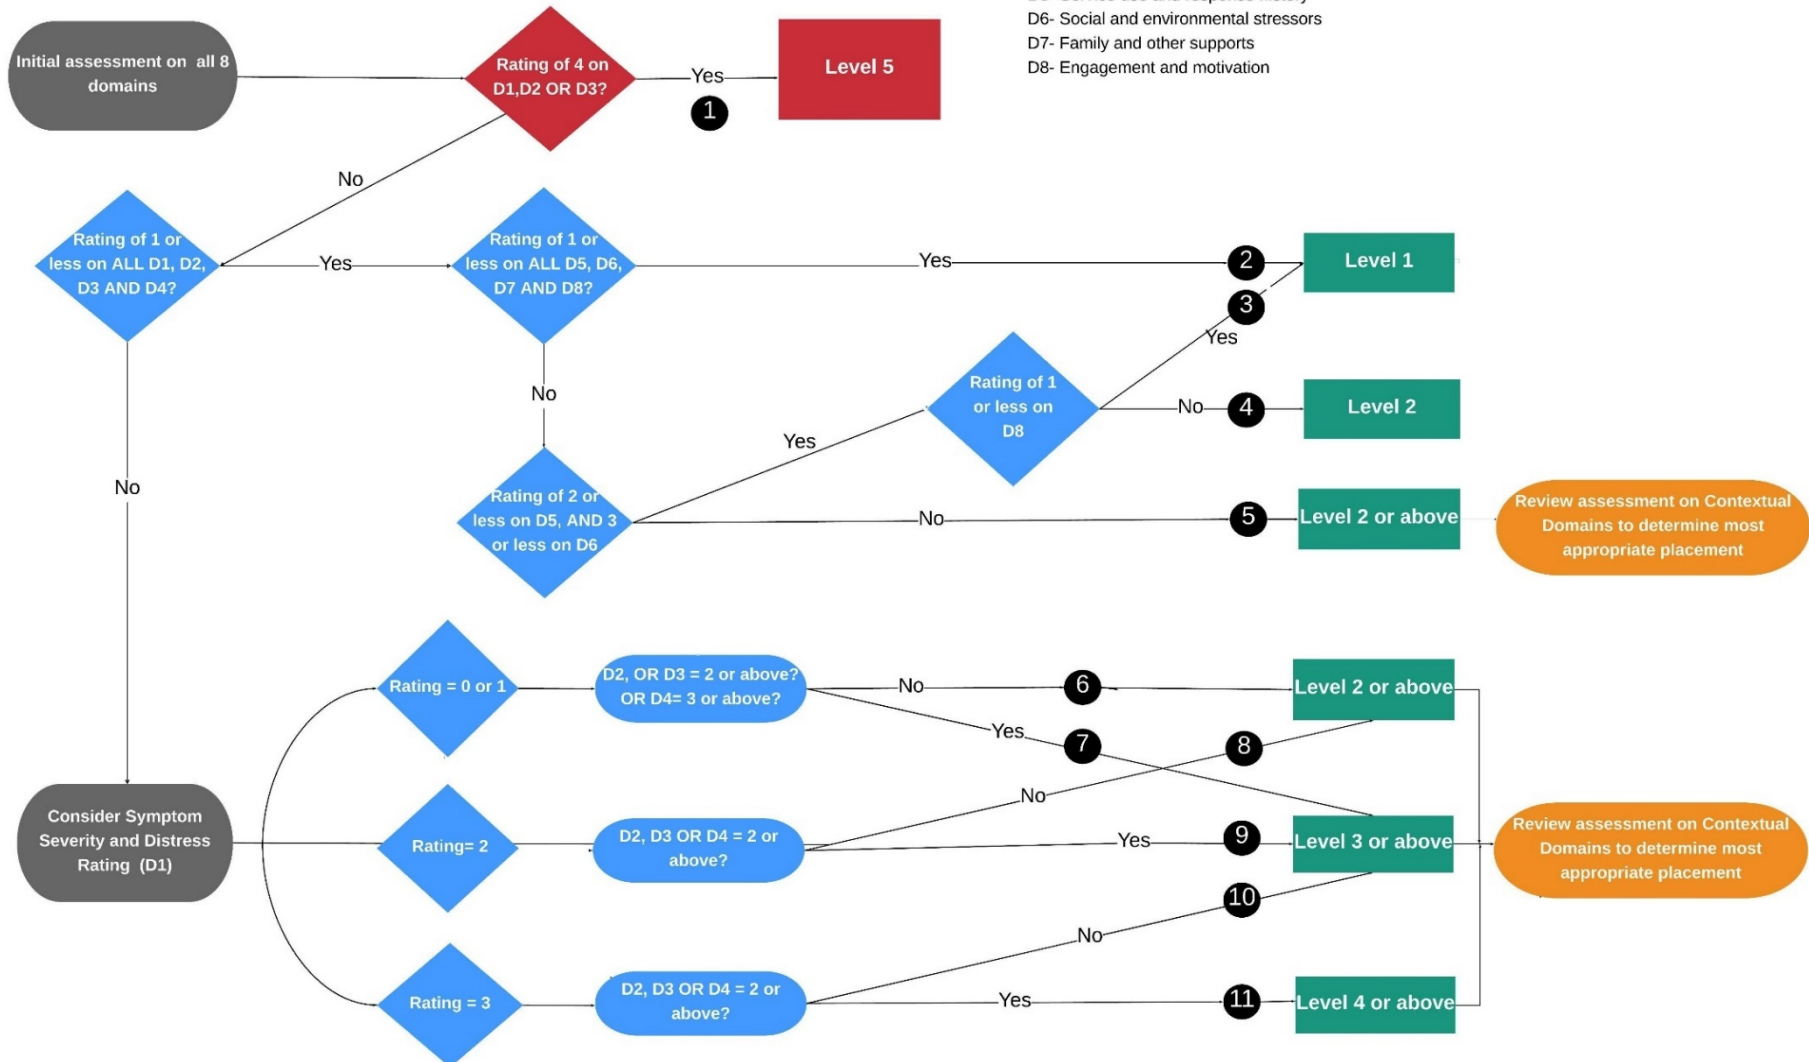 D6- Social and environmental stressors
D7- Family and other supports
D8- Engagement and motivation
Initial assessment on all 8
domains
Rating of 4 on
D1,D2 OR D3?
Yes
1
Level 5
No
Rating of 1 or
less on ALL D1, D2,
D3 AND D4?
Yes
Rating of 1 or
less on ALL D5, D6,
D7 AND D8?
Yes
2
Level 1
3
Yes
No
Rating of 1
or less on
D8
No
4
Level 2
Yes
Rating of 2 or
less on D5, AND 3
or less on D6
No
5
Level 2 or above
Review assessment on Contextual
Domains to determine most
appropriate placement
No
Rating = 0 or 1
D2, OR D3 = 2 or above?
OR D4= 3 or above?
No
6
Level 2 or above
Yes
7
8
No
Consider Symptom
Severity and Distress
Rating (D1)
Rating= 2
D2, D3 OR D4 = 2 or
above?
Yes
9
Level 3 or above
Review assessment on Contextual
Domains to determine most
appropriate placement
10
No
Rating = 3
D2, D3 OR D4 = 2 or
above?
Yes
11
Level 4 or above